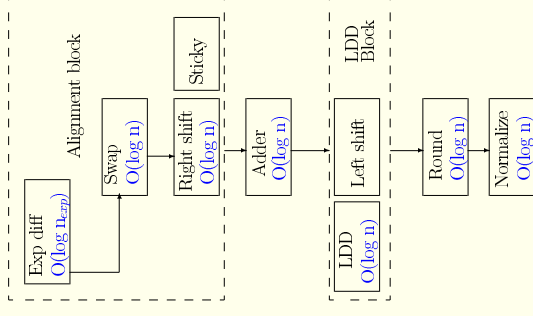 Alignment block
Exp diff
O(log n_exp)
Swap
O(log n)
Right shift
O(log n)
Sticky
Adder
O(log n)
LDD
Block
Left shift
LDD
O(log n)
Round
O(log n)
Normalize
O(log n)